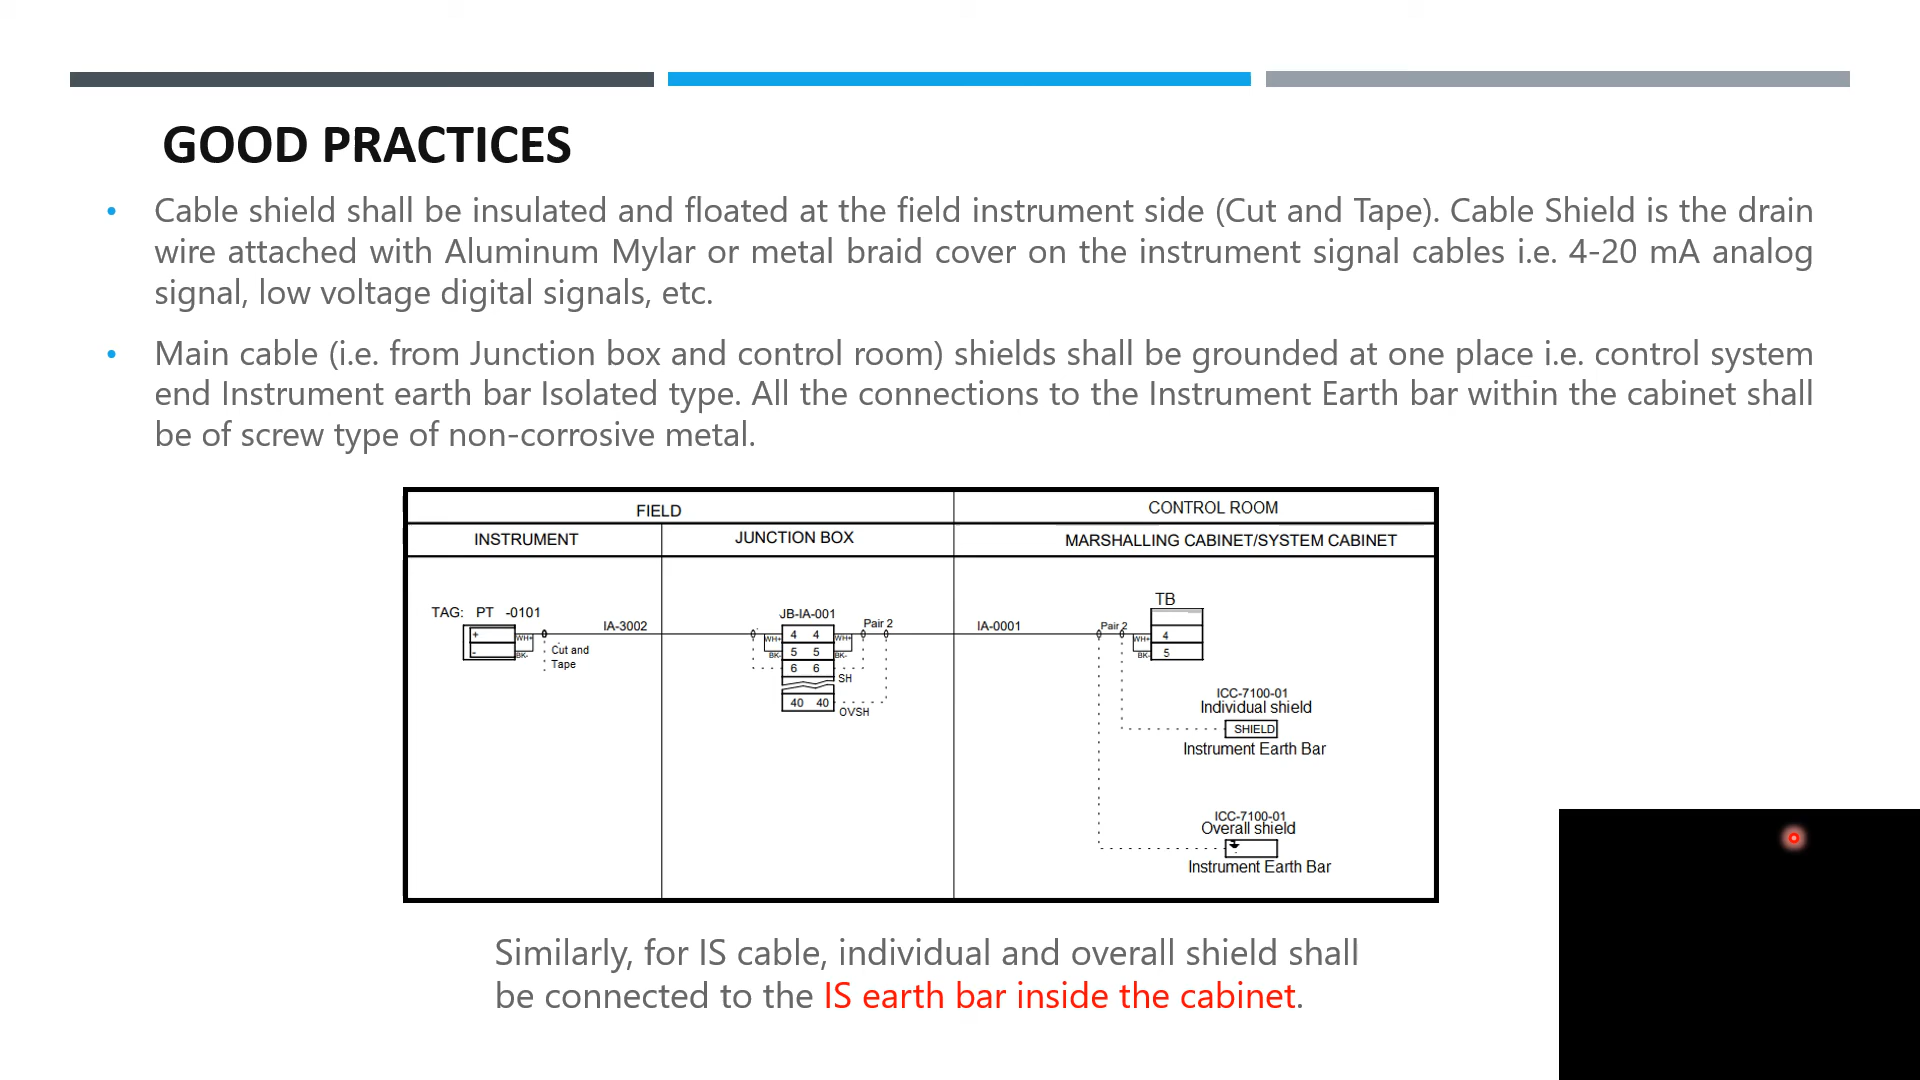 GOOD PRACTICES
• Cable shield shall be insulated and floated at the field instrument side (Cut and Tape). Cable Shield is the drain
wire attached with Aluminum Mylar or metal braid cover on the instrument signal cables i.e. 4-20 mA analog
signal, low voltage digital signals, etc.
• Main cable (i.e. from Junction box and control room) shields shall be grounded at one place i.e. control system
end Instrument earth bar Isolated type. All the connections to the Instrument Earth bar within the cabinet shall
be of screw type of non-corrosive metal.
FIELD
CONTROL ROOM
INSTRUMENT
JUNCTION BOX
MARSHALLING CABINET/SYSTEM CABINET
TAG: PT -0101
+
WH+
-
BK-
Cut and
Tape
IA-3002
JB-IA-001
WH+
4 4
WH+
Pair 2
BK-
5 5
BK-
6 6
SH
40 40
OVSH
IA-0001
Pair 2
TB
WH+
4
BK-
5
ICC-7100-01
Individual shield
SHIELD
Instrument Earth Bar
ICC-7100-01
Overall shield
Instrument Earth Bar
Similarly, for IS cable, individual and overall shield shall
be connected to the IS earth bar inside the cabinet.